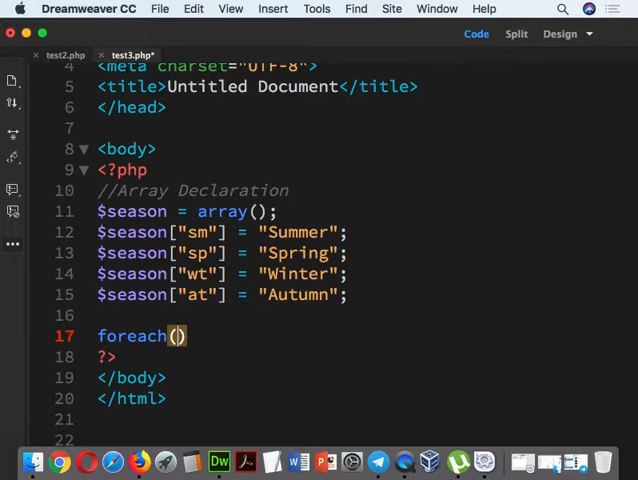 Dreamweaver CC File Edit View Insert Tools Find Site Window Help
Code Split Design
test2.php test3.php*
4 <meta charset="UTF-8">
5 <title>Untitled Document</title>
6 </head>
7
8 <body>
9 <?php
10 //Array Declaration
11 $season = array();
12 $season["sm"] = "Summer";
13 $season["sp"] = "Spring";
14 $season["wt"] = "Winter";
15 $season["at"] = "Autumn";
16
17 foreach()
18 ?>
19 </body>
20 </html>
21
22
Dw W P